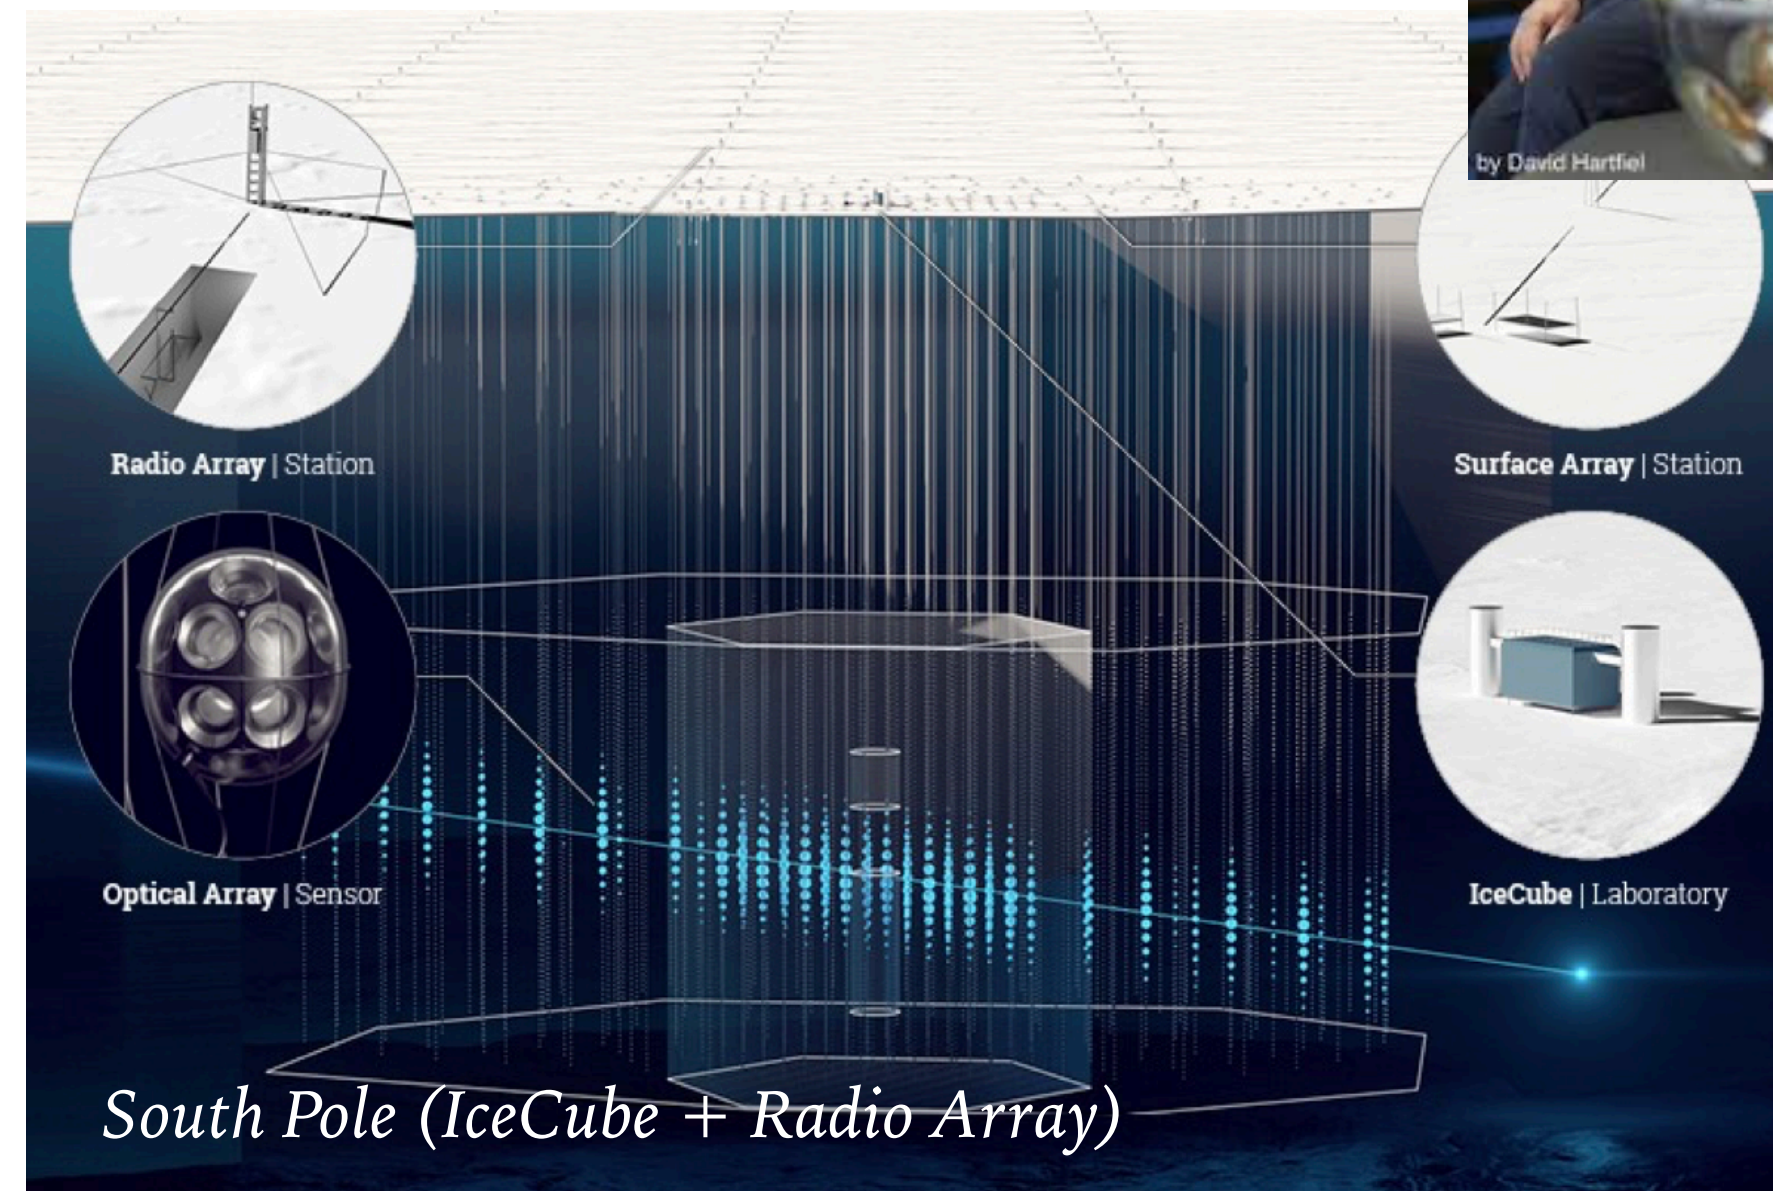 by David Hartfiel
Radio Array | Station
Surface Array | Station
Optical Array | Sensor
IceCube | Laboratory
South Pole (IceCube + Radio Array)